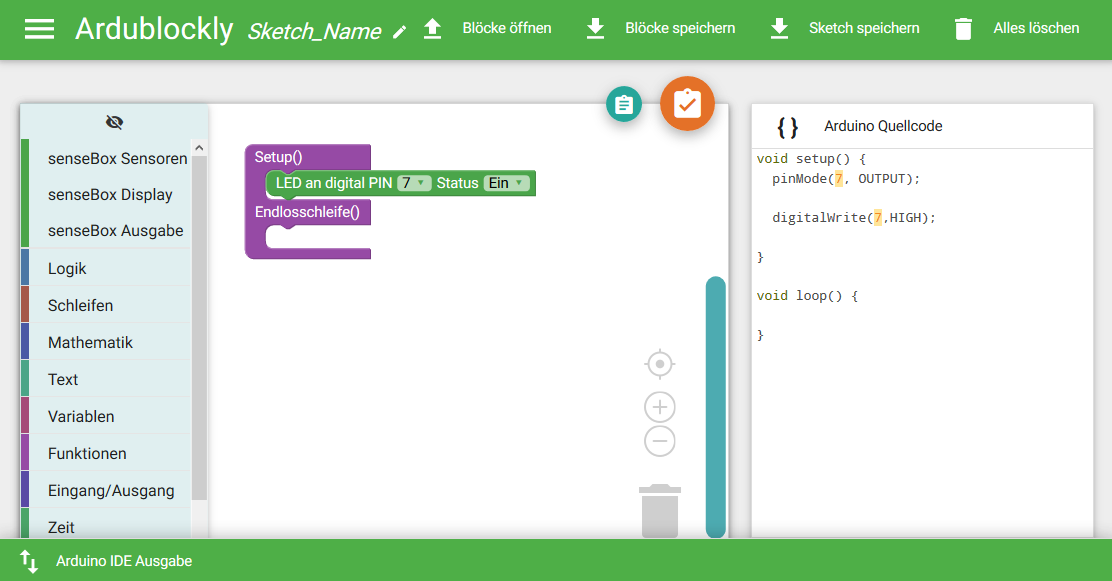 Ardublockly Sketch_Name Blöcke öffnen Blöcke speichern Sketch speichern Alles löschen
senseBox Sensoren
senseBox Display
senseBox Ausgabe
Logik
Schleifen
Mathematik
Text
Variablen
Funktionen
Eingang/Ausgang
Zeit
Setup()
LED an digital PIN 7 Status Ein
Endlosschleife()
{ } Arduino Quellcode
void setup() {
pinMode(7, OUTPUT);
digitalWrite(7,HIGH);
}
void loop() {
}
Arduino IDE Ausgabe